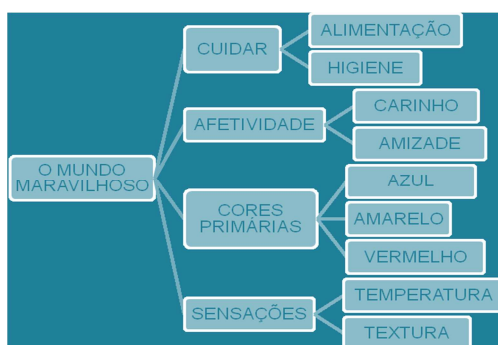 O MUNDO
MARAVILHOSO
CUIDAR
ALIMENTAÇÃO
HIGIENE
AFETIVIDADE
CARINHO
AMIZADE
CORES
PRIMÁRIAS
AZUL
AMARELO
VERMELHO
SENSAÇÕES
TEMPERATURA
TEXTURA